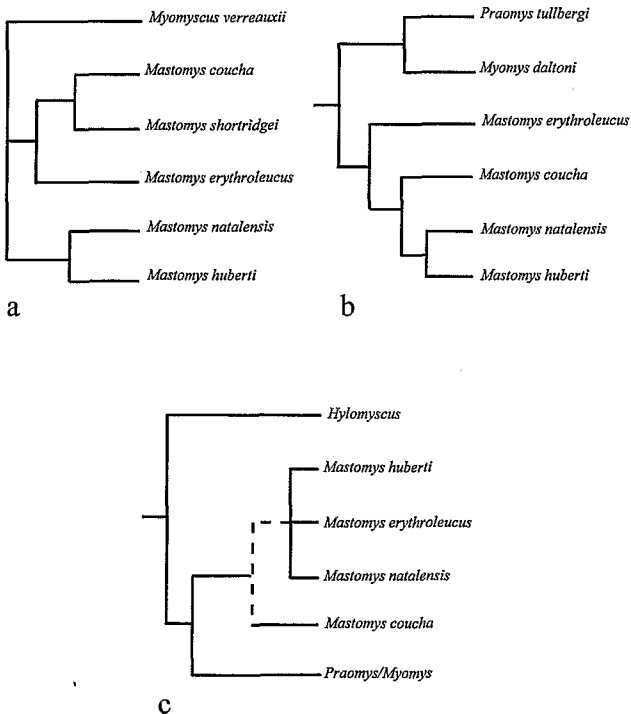 Myomyscus verreauxii
Mastomys coucha
Mastomys shortridgei
Mastomys erythroleucus
Mastomys natalensis
Mastomys huberti
a
Praomys tullbergi
Myomys daltoni
Mastomys erythroleucus
Mastomys coucha
Mastomys natalensis
Mastomys huberti
b
Hylomyscus
Mastomys huberti
Mastomys erythroleucus
Mastomys natalensis
Mastomys coucha
Praomys/Myomys
c